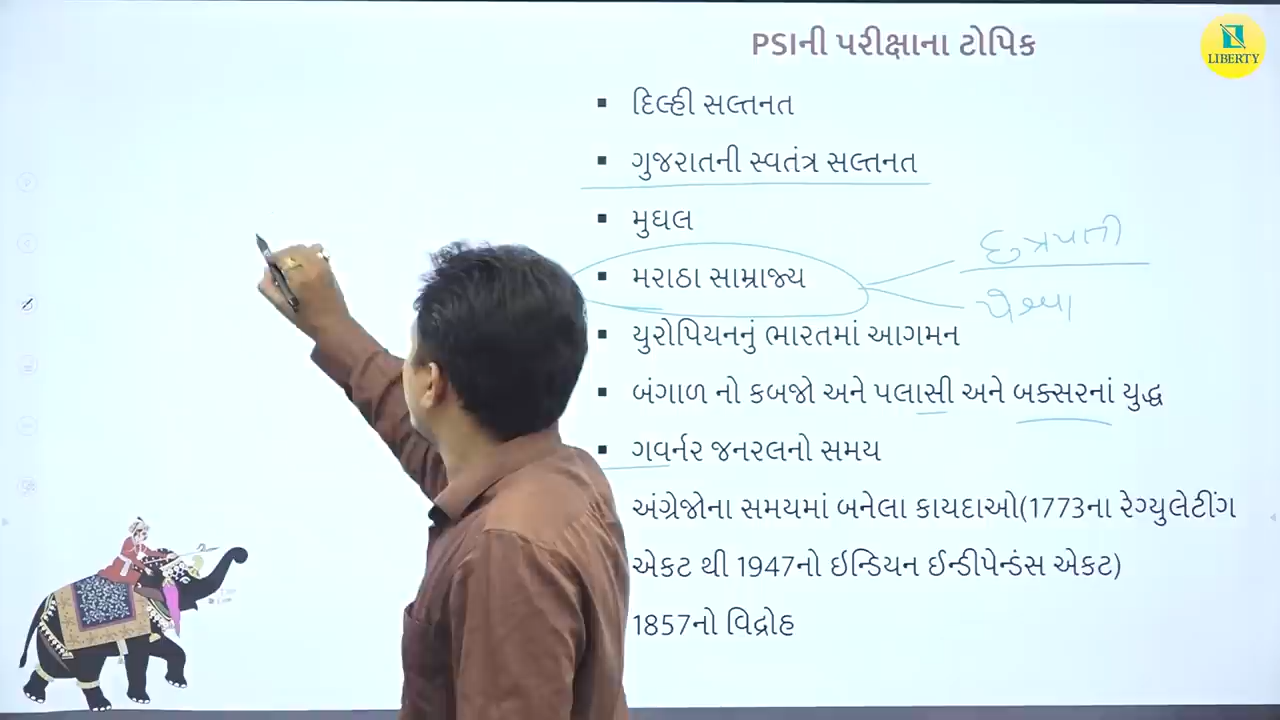 PSIની પરીક્ષાના ટોપિક
LIBERTY
▪ દિલ્હી સલ્તનત
▪ ગુજરાતની સ્વતંત્ર સલ્તનત
▪ મુઘલ
છત્રપતી
▪ મરાઠા સામ્રાજ્ય
પેશ્વા
▪ યુરોપિયનનું ભારતમાં આગમન
▪ બંગાળ નો કબજો અને પલાસી અને બક્સરનાં યુદ્ધ
▪ ગવર્નર જનરલનો સમય
અંગ્રેજોના સમયમાં બનેલા કાયદાઓ(1773ના રેગ્યુલેટીંગ
એકટ થી 1947નો ઇન્ડિયન ઈન્ડીપેન્ડંસ એકટ)
1857નો વિદ્રોહ